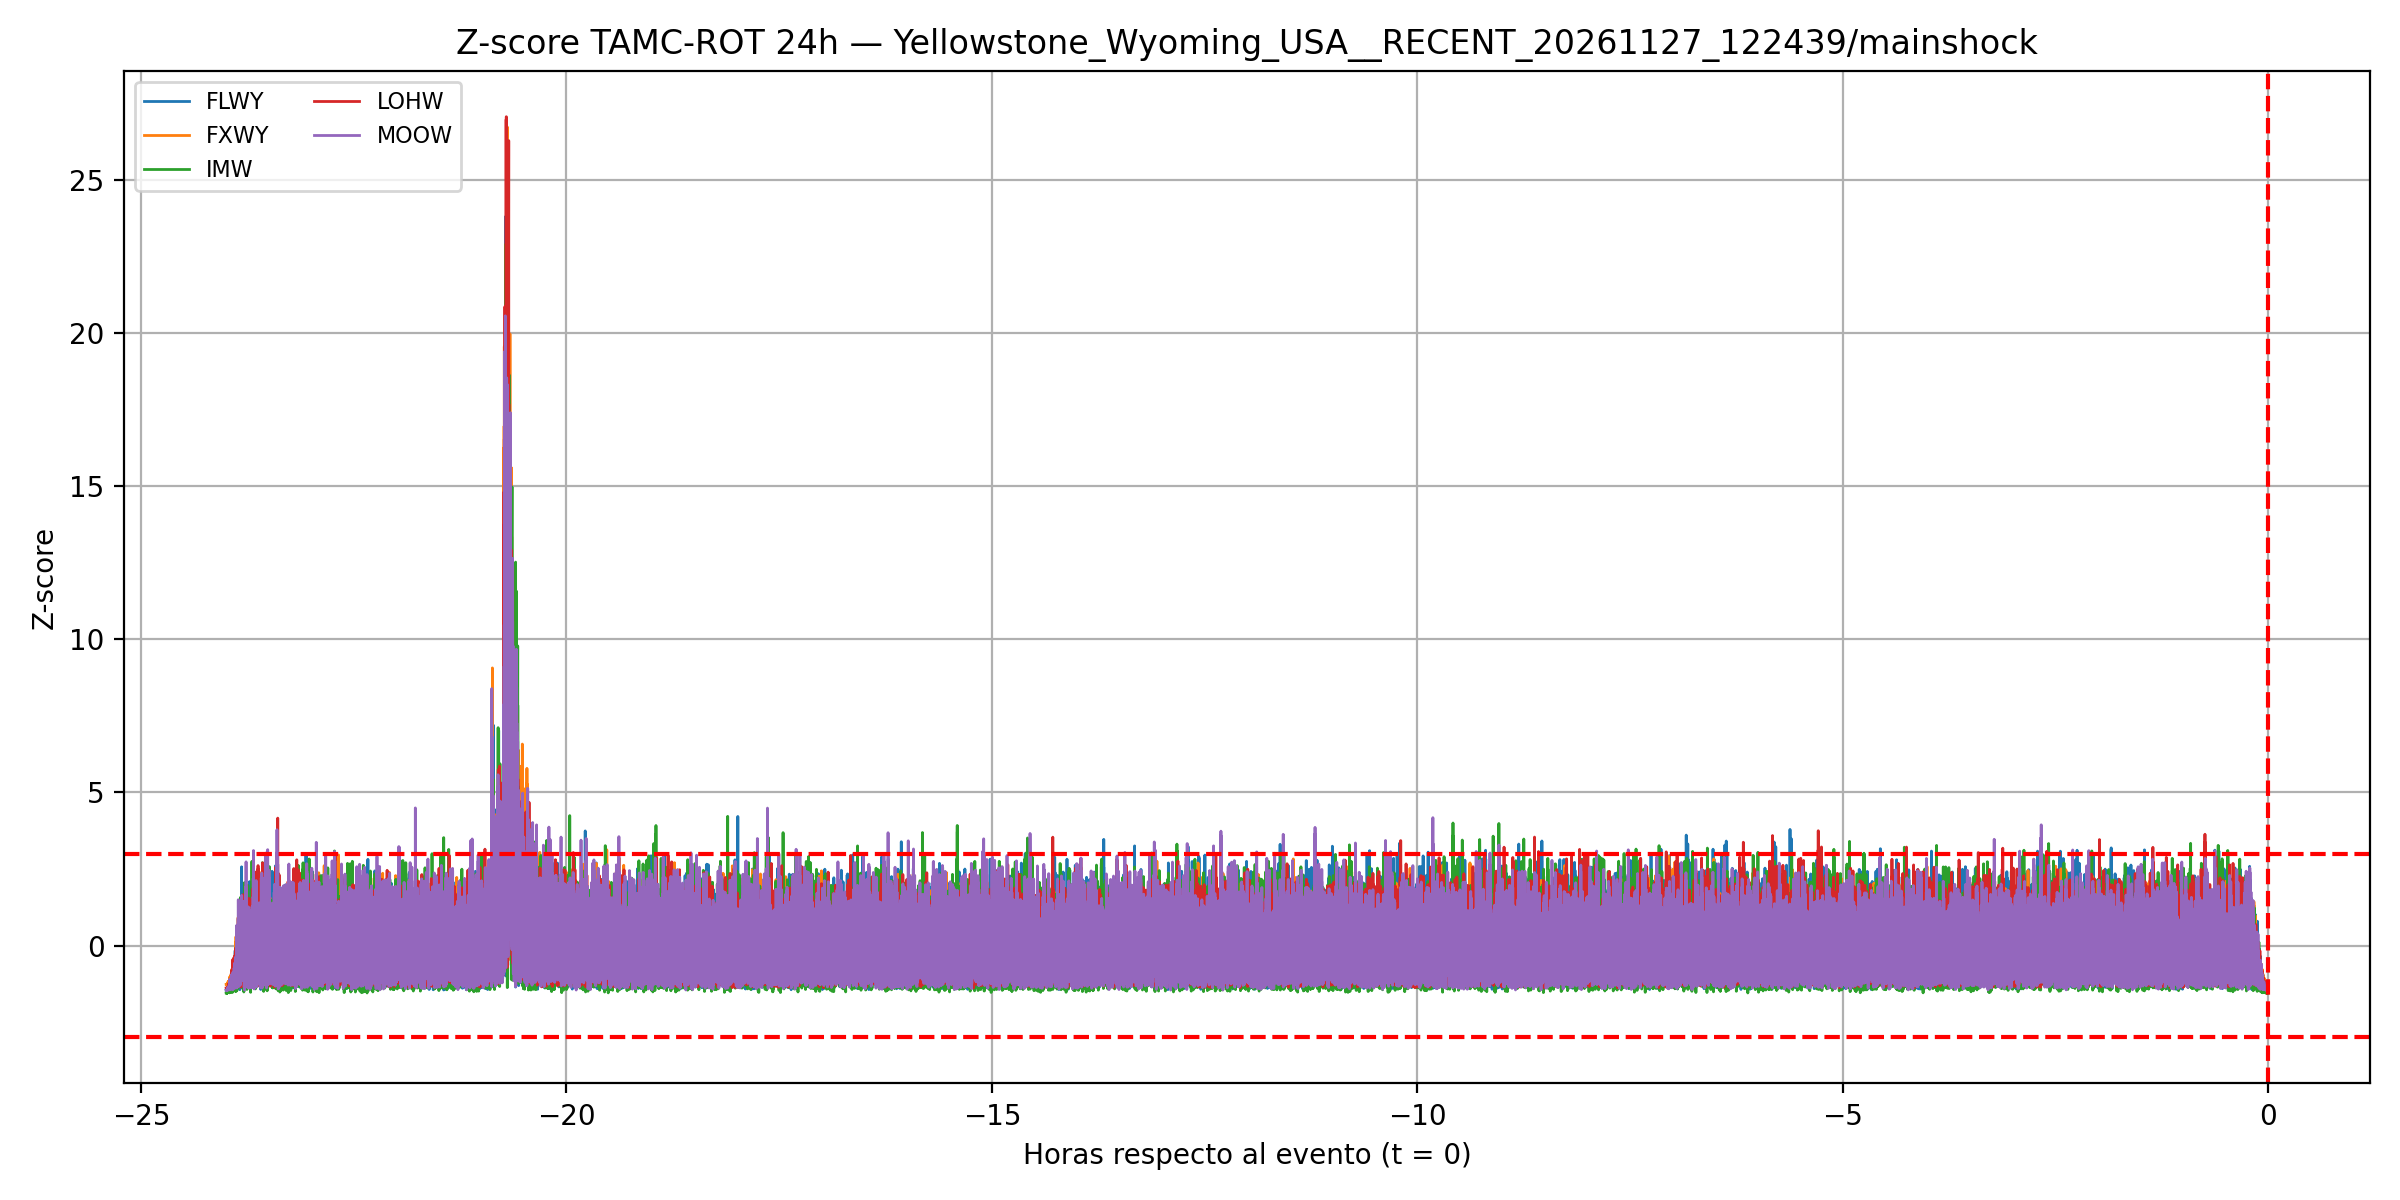 Z-score TAMC-ROT 24h — Yellowstone_Wyoming_USA__RECENT_20261127_122439/mainshock
FLWY
FXWY
IMW
LOHW
MOOW
Z-score
25
20
15
10
5
0
−25
−20
−15
−10
−5
0
Horas respecto al evento (t = 0)